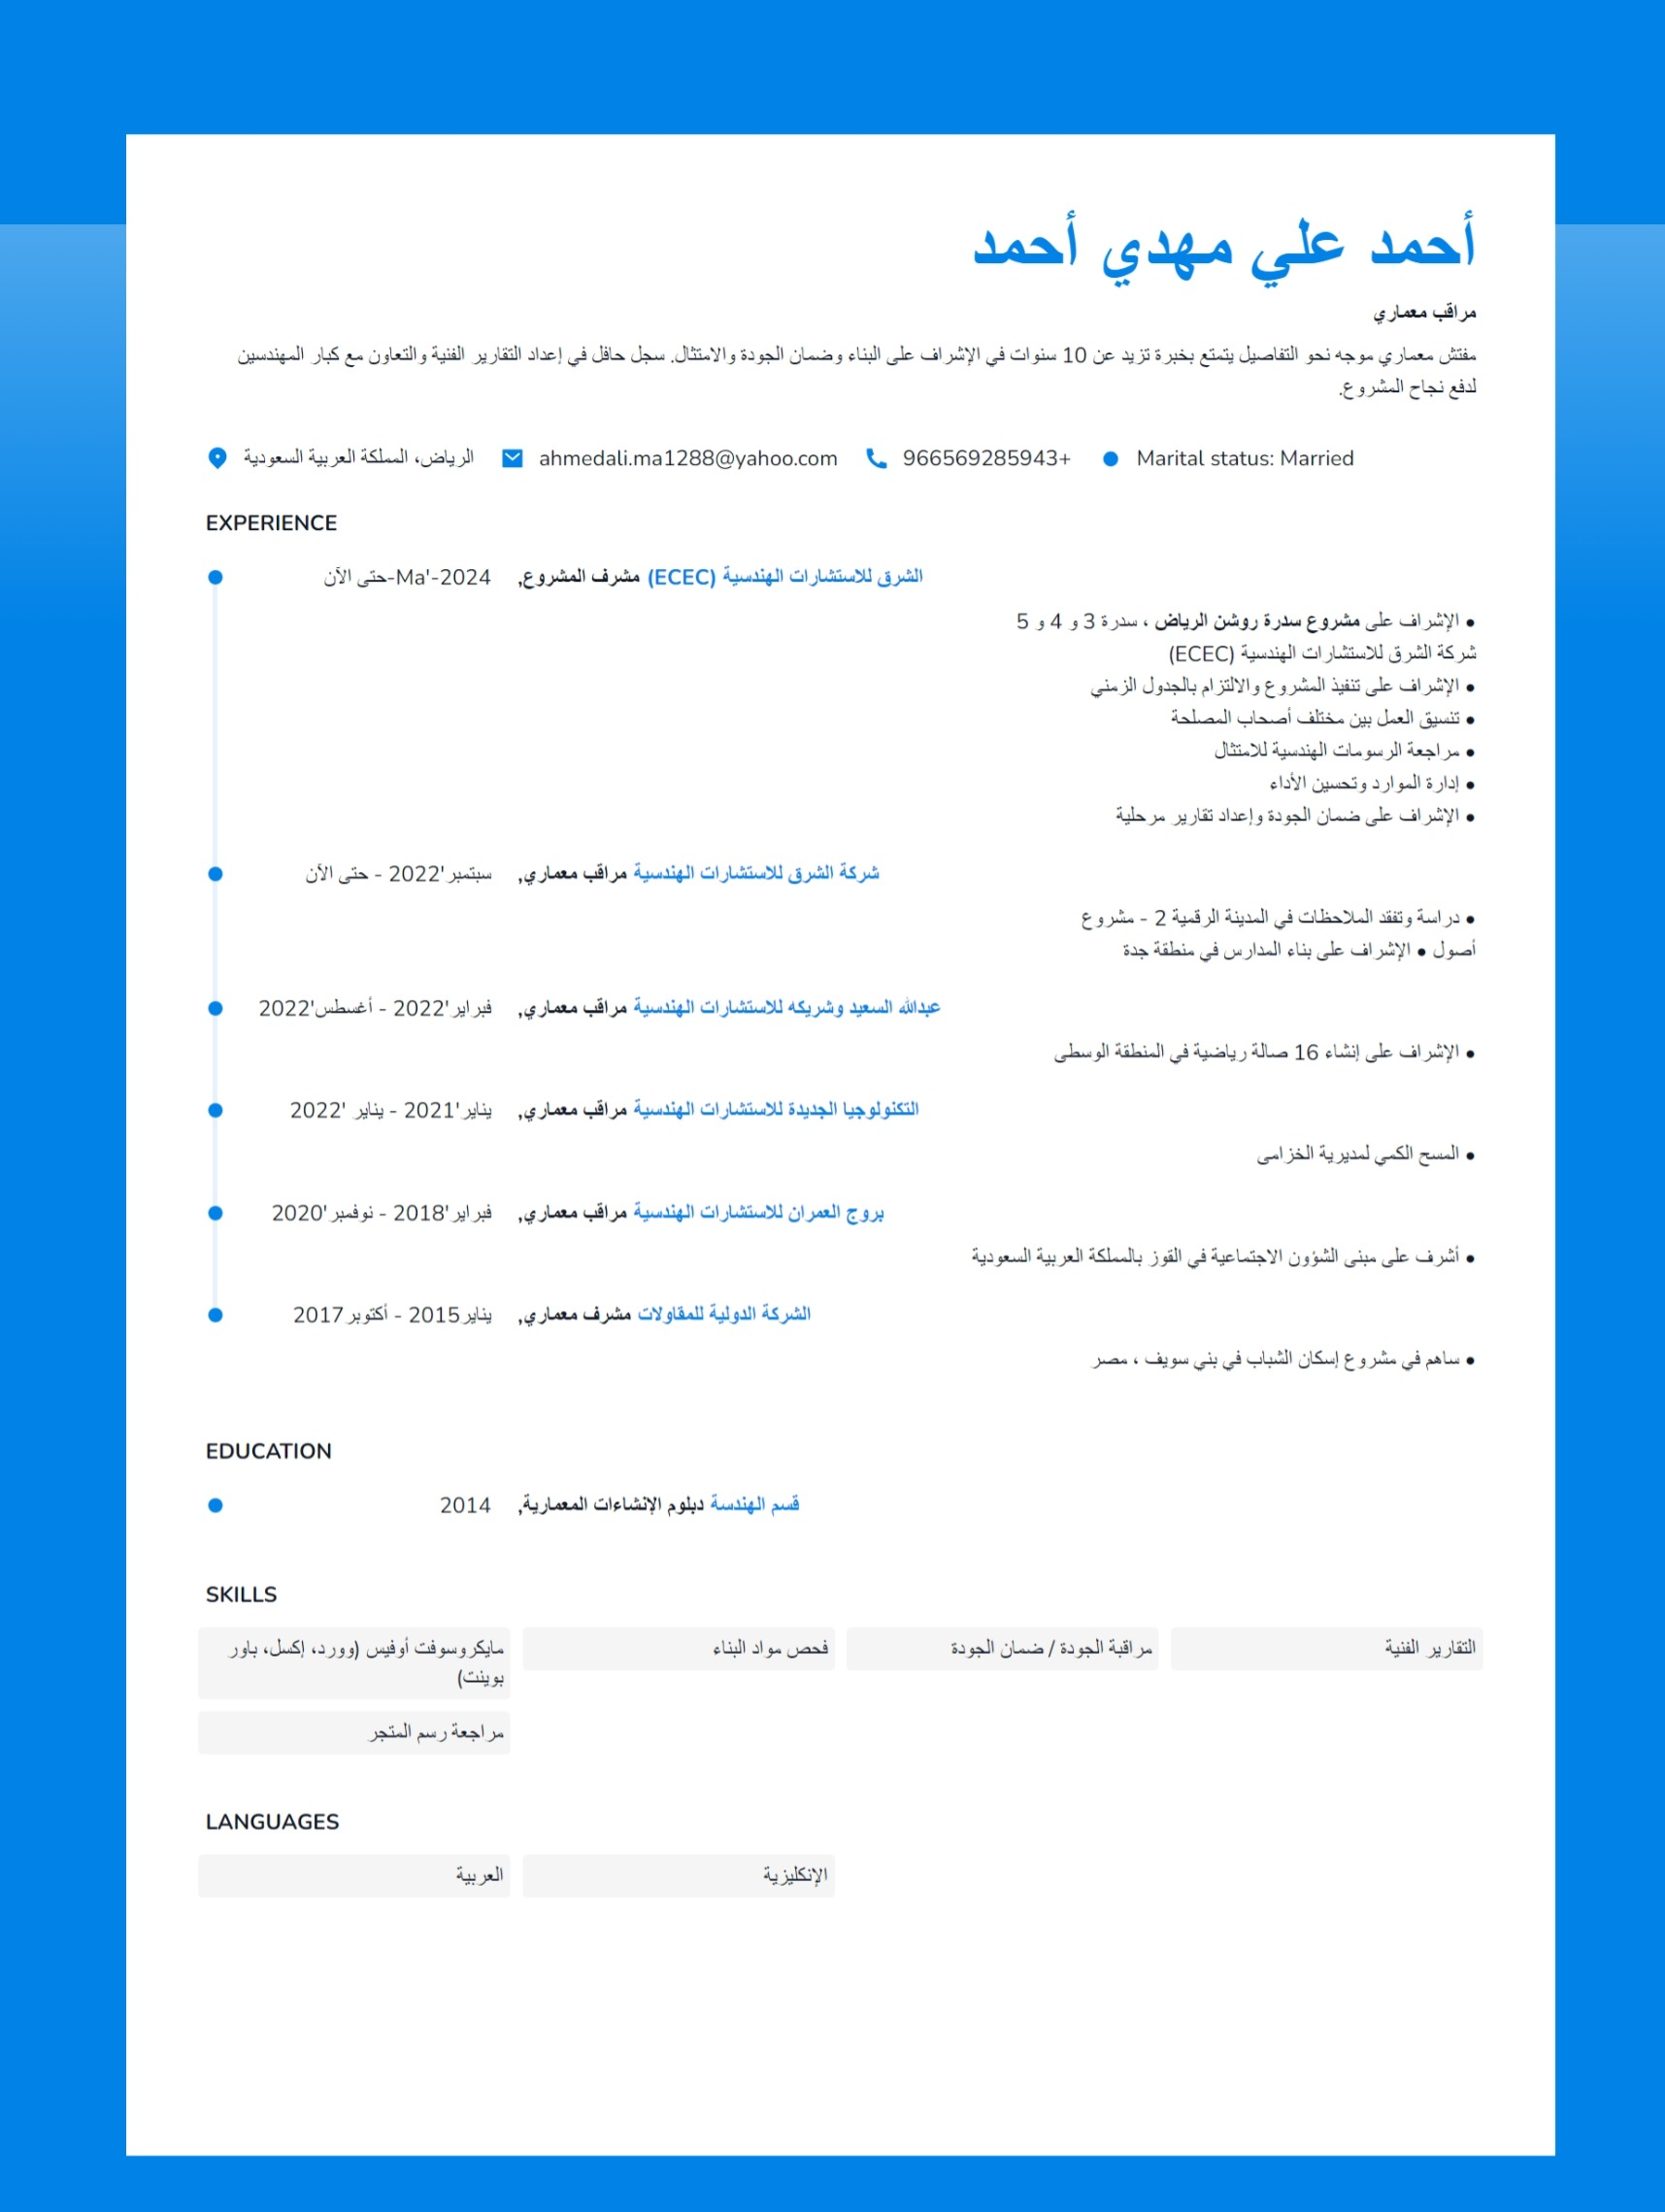 أحمد علي مهدي أحمد
مراقب معماري
مفتش معماري موجه نحو التفاصيل يتمتع بخبرة تزيد عن 10 سنوات في الإشراف على البناء وضمان الجودة والامتثال. سجل حافل في إعداد التقارير الفنية والتعاون مع كبار المهندسين
لدفع نجاح المشروع.
الرياض، المملكة العربية السعودية ahmedali.ma1288@yahoo.com 966569285943+ Marital status: Married
EXPERIENCE
حتى الآن-Ma'-2024 مشرف المشروع, الشرق للاستشارات الهندسية (ECEC)
• الإشراف على مشروع سدرة روشن الرياض ، سدرة 3 و 4 و 5
شركة الشرق للاستشارات الهندسية (ECEC)
• الإشراف على تنفيذ المشروع والالتزام بالجدول الزمني
• تنسيق العمل بين مختلف أصحاب المصلحة
• مراجعة الرسومات الهندسية للامتثال
• إدارة الموارد وتحسين الأداء
• الإشراف على ضمان الجودة وإعداد تقارير مرحلية
سبتمبر'2022 - حتى الآن مراقب معماري, شركة الشرق للاستشارات الهندسية
• دراسة وتفقد الملاحظات في المدينة الرقمية 2 - مشروع
أصول • الإشراف على بناء المدارس في منطقة جدة
فبراير'2022 - أغسطس'2022 مراقب معماري, عبدالله السعيد وشريكه للاستشارات الهندسية
• الإشراف على إنشاء 16 صالة رياضية في المنطقة الوسطى
يناير'2021 - يناير '2022 مراقب معماري, التكنولوجيا الجديدة للاستشارات الهندسية
• المسح الكمي لمديرية الخزامى
فبراير'2018 - نوفمبر'2020 مراقب معماري, بروج العمران للاستشارات الهندسية
• أشرف على مبنى الشؤون الاجتماعية في القوز بالمملكة العربية السعودية
يناير2015 - أكتوبر2017 مشرف معماري, الشركة الدولية للمقاولات
• ساهم في مشروع إسكان الشباب في بني سويف ، مصر
EDUCATION
2014 دبلوم الإنشاءات المعمارية, قسم الهندسة
SKILLS
مايكروسوفت أوفيس (وورد، إكسل، باور
بوينت)
فحص مواد البناء
مراقبة الجودة / ضمان الجودة
التقارير الفنية
مراجعة رسم المتجر
LANGUAGES
العربية
الإنكليزية